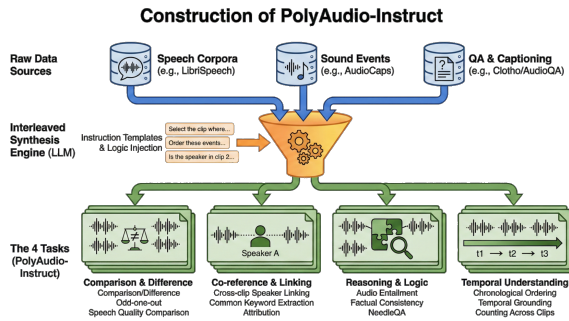 Construction of PolyAudio-Instruct
Raw Data
Sources
Speech Corpora
(e.g., LibriSpeech)
Sound Events
(e.g., AudioCaps)
QA & Captioning
(e.g., Clotho/AudioQA)
Interleaved
Synthesis
Engine (LLM)
Instruction Templates
& Logic Injection
Select the clip where...
Order these events...
Is the speaker in clip 2...
The 4 Tasks
(PolyAudio-
Instruct)
Speaker A
t1 → t2 → t3
Comparison & Difference
Comparison/Difference
Odd-one-out
Speech Quality Comparison
Co-reference & Linking
Cross-clip Speaker Linking
Common Keyword Extraction
Attribution
Reasoning & Logic
Audio Entailment
Factual Consistency
NeedleQA
Temporal Understanding
Chronological Ordering
Temporal Grounding
Counting Across Clips